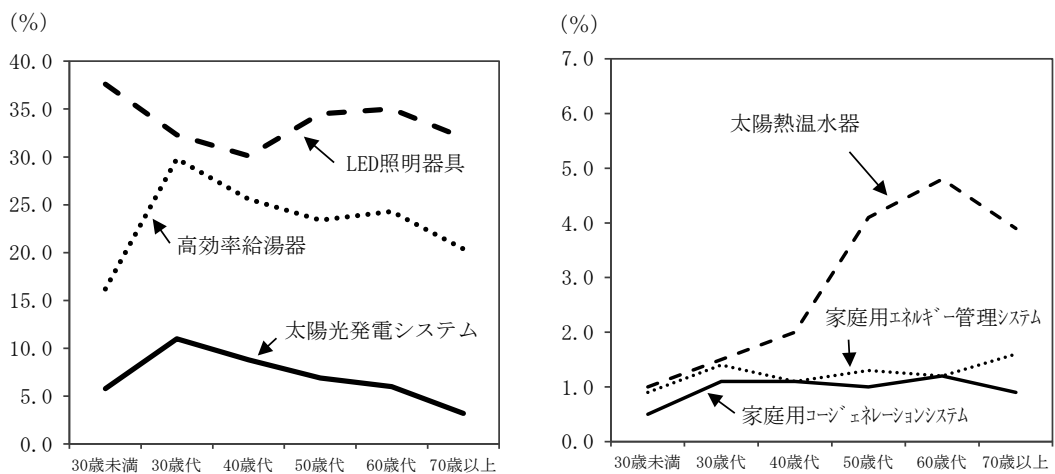 (%)
40.0
35.0
30.0
25.0
20.0
15.0
10.0
5.0
0.0
LED照明器具
高効率給湯器
太陽光発電システム
30歳未満 30歳代 40歳代 50歳代 60歳代 70歳以上
(%)
7.0
6.0
5.0
4.0
3.0
2.0
1.0
0.0
太陽熱温水器
家庭用ｴﾈﾙｷﾞｰ管理ｼｽﾃﾑ
家庭用ｺｰｼﾞｪﾈﾚｰｼｮﾝｼｽﾃﾑ
30歳未満 30歳代 40歳代 50歳代 60歳代 70歳以上